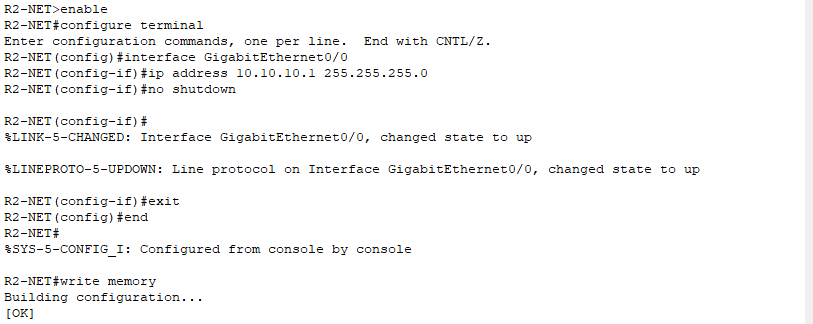 R2-NET>enable
R2-NET#configure terminal
Enter configuration commands, one per line.  End with CNTL/Z.
R2-NET(config)#interface GigabitEthernet0/0
R2-NET(config-if)#ip address 10.10.10.1 255.255.255.0
R2-NET(config-if)#no shutdown
R2-NET(config-if)#
%LINK-5-CHANGED: Interface GigabitEthernet0/0, changed state to up
%LINEPROTO-5-UPDOWN: Line protocol on Interface GigabitEthernet0/0, changed state to up
R2-NET(config-if)#exit
R2-NET(config)#end
R2-NET#
%SYS-5-CONFIG_I: Configured from console by console
R2-NET#write memory
Building configuration...
[OK]